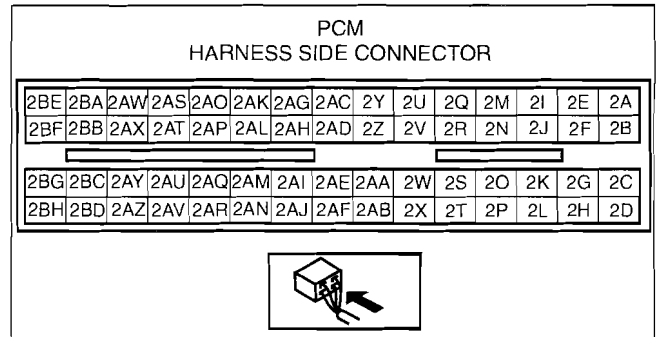 PCM
HARNESS SIDE CONNECTOR
2BE 2BA 2AW 2AS 2AO 2AK 2AG 2AC 2Y 2U 2Q 2M 2I 2E 2A
2BF 2BB 2AX 2AT 2AP 2AL 2AH 2AD 2Z 2V 2R 2N 2J 2F 2B
2BG 2BC 2AY 2AU 2AQ 2AM 2AI 2AE 2AA 2W 2S 2O 2K 2G 2C
2BH 2BD 2AZ 2AV 2AR 2AN 2AJ 2AF 2AB 2X 2T 2P 2L 2H 2D